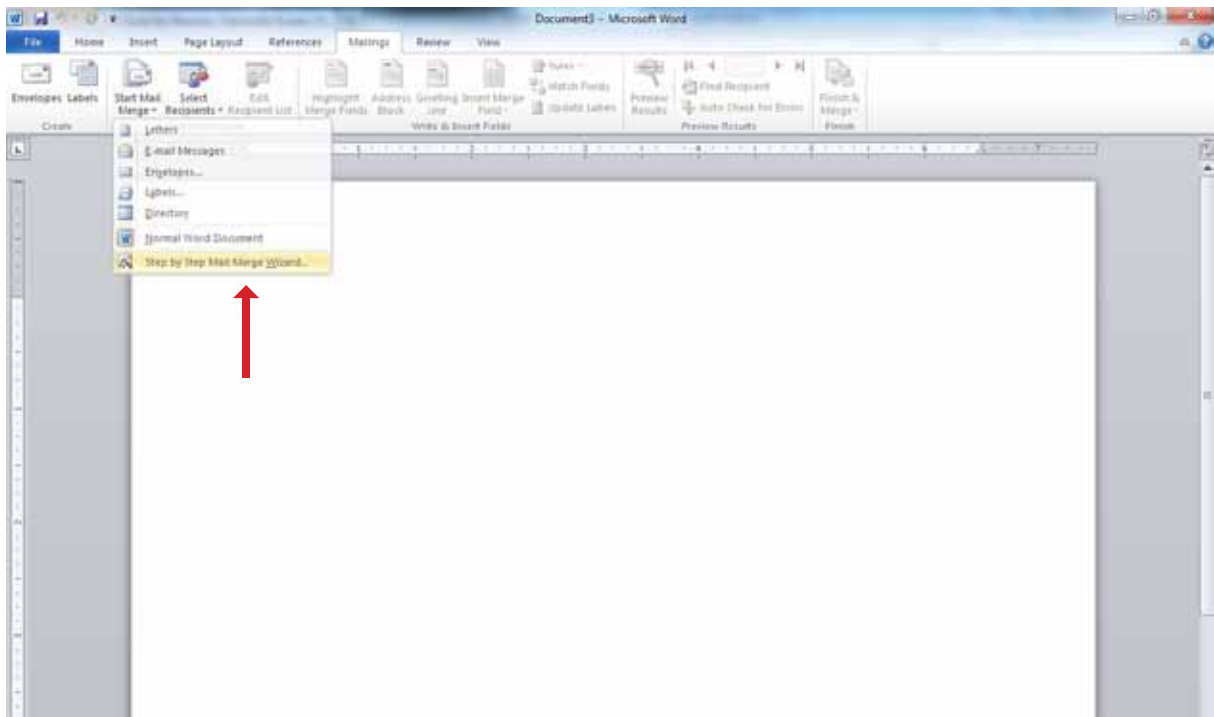 Document3 - Microsoft Word
File Home Insert Page Layout References Mailings Review View
Envelopes Labels Start Mail Merge Select Recipients Edit Recipient List Highlight Merge Fields Address Block Greeting Line Insert Merge Field Rules Match Fields Update Labels Preview Results Find Recipient Auto Check for Errors Finish & Merge
Create Write & Insert Fields Preview Results Finish
Letters
E-mail Messages
Envelopes...
Labels...
Directory
Normal Word Document
Step by Step Mail Merge Wizard...